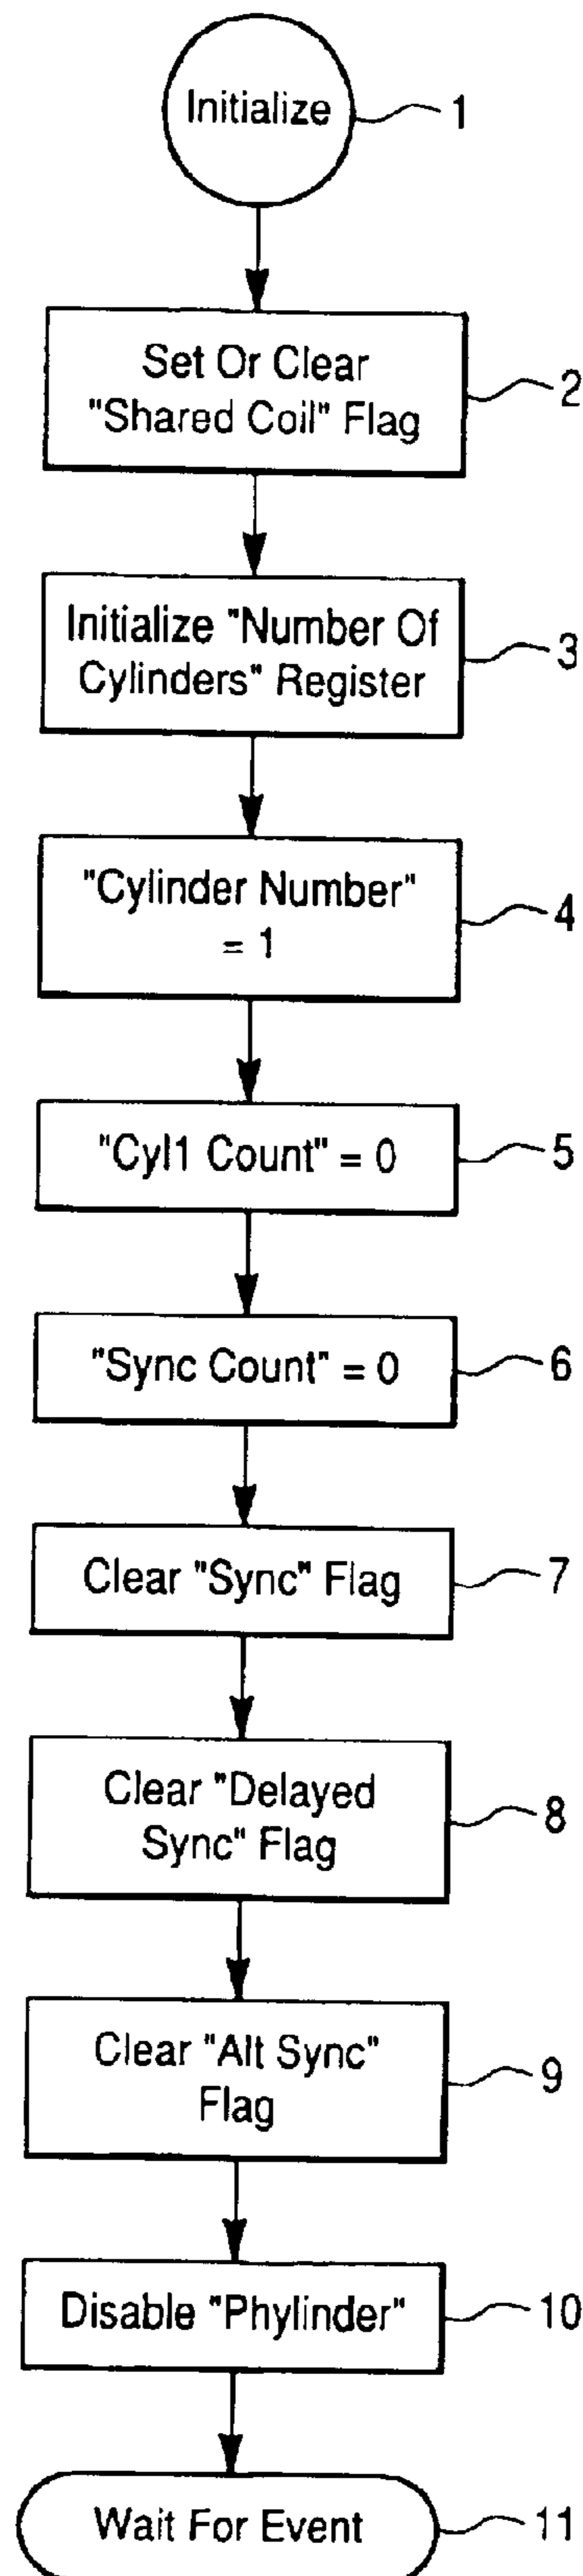 Initialize
1
Set Or Clear
"Shared Coil" Flag
2
Initialize "Number Of
Cylinders" Register
3
"Cylinder Number"
= 1
4
"Cyl1 Count" = 0
5
"Sync Count" = 0
6
Clear "Sync" Flag
7
Clear "Delayed
Sync" Flag
8
Clear "Alt Sync"
Flag
9
Disable "Phylinder"
10
Wait For Event
11